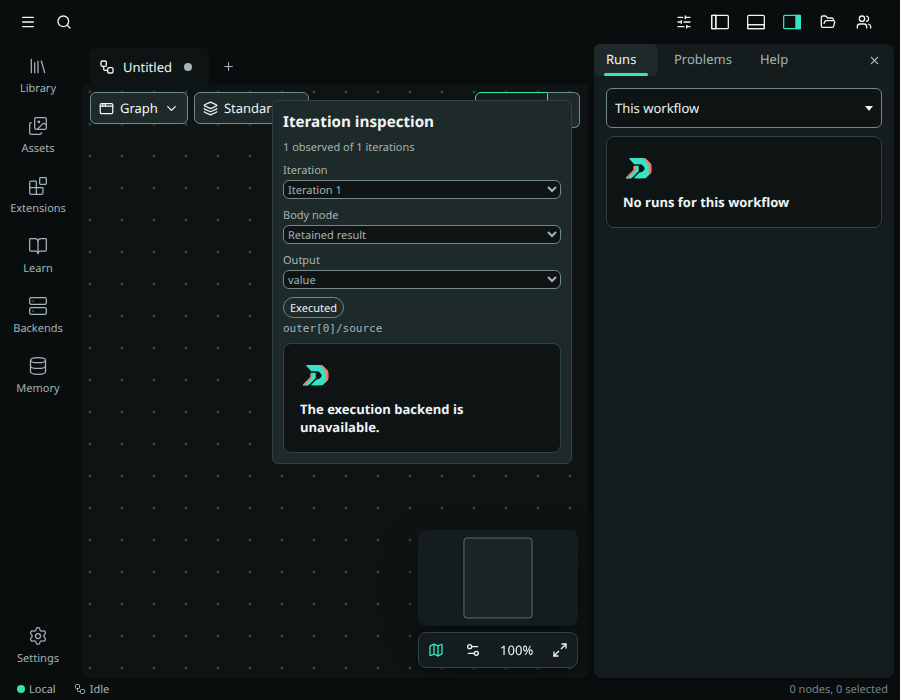 Untitled
Runs
Problems
Help
Library
Assets
Extensions
Learn
Backends
Memory
Settings
Graph
Iteration inspection
1 observed of 1 iterations
Iteration
Iteration 1
Body node
Retained result
Output
value
Executed
outer[0]/source
The execution backend is
unavailable.
This workflow
No runs for this workflow
100%
Local
Idle
0 nodes, 0 selected